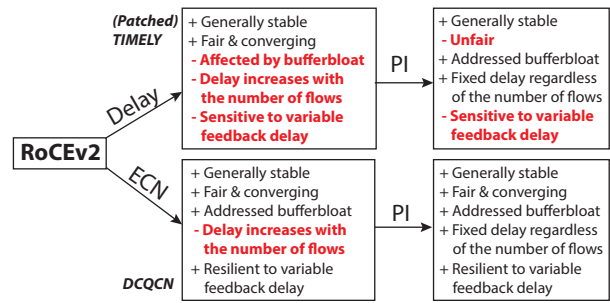 (Patched)
TIMELY
+ Generally stable
+ Fair & converging
- Affected by bufferbloat
- Delay increases with
the number of flows
- Sensitive to variable
feedback delay
PI
+ Generally stable
- Unfair
+ Addressed bufferbloat
+ Fixed delay regardless
of the number of flows
- Sensitive to variable
feedback delay
Delay
RoCEv2
ECN
+ Generally stable
+ Fair & converging
+ Addressed bufferbloat
- Delay increases with
the number of flows
+ Resilient to variable
feedback delay
PI
+ Generally stable
+ Fair & converging
+ Addressed bufferbloat
+ Fixed delay regardless
of the number of flows
+ Resilient to variable
feedback delay
DCQCN